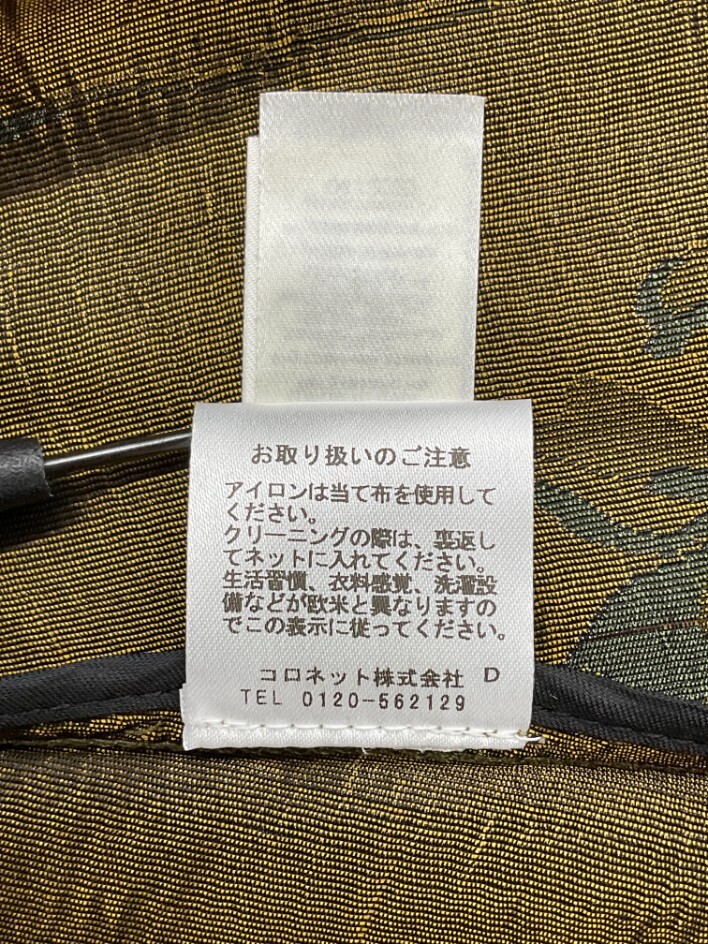 お取り扱いのご注意
アイロンは当て布を使用して
ください。
クリーニングの際は、裏返し
てネットに入れてください。
生活習慣、衣料感覚、洗濯設
備などが欧米と異なりますの
でこの表示に従ってください。
コロネット株式会社 D
TEL 0120-562129